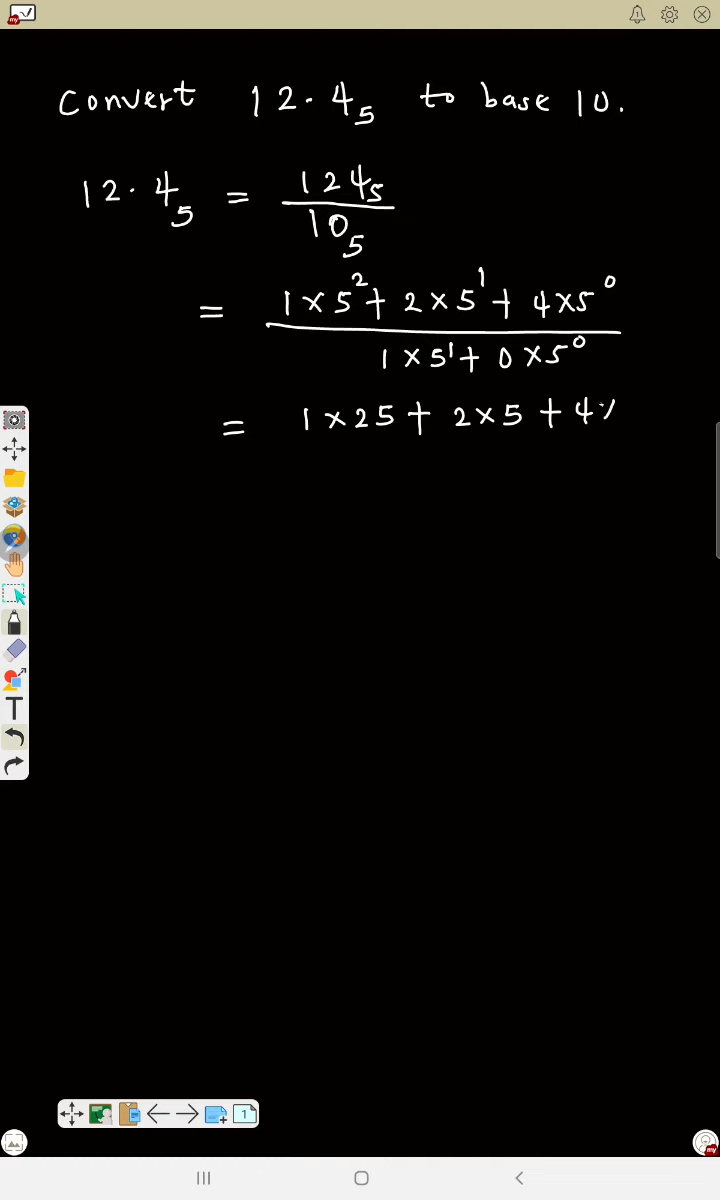 Convert 12.4₅ to base 10.
12.4₅ = 124₅
10₅
= 1×5²+ 2×5¹+ 4×5⁰
1×5¹+ 0×5⁰
= 1×25+ 2×5+4×
T
1